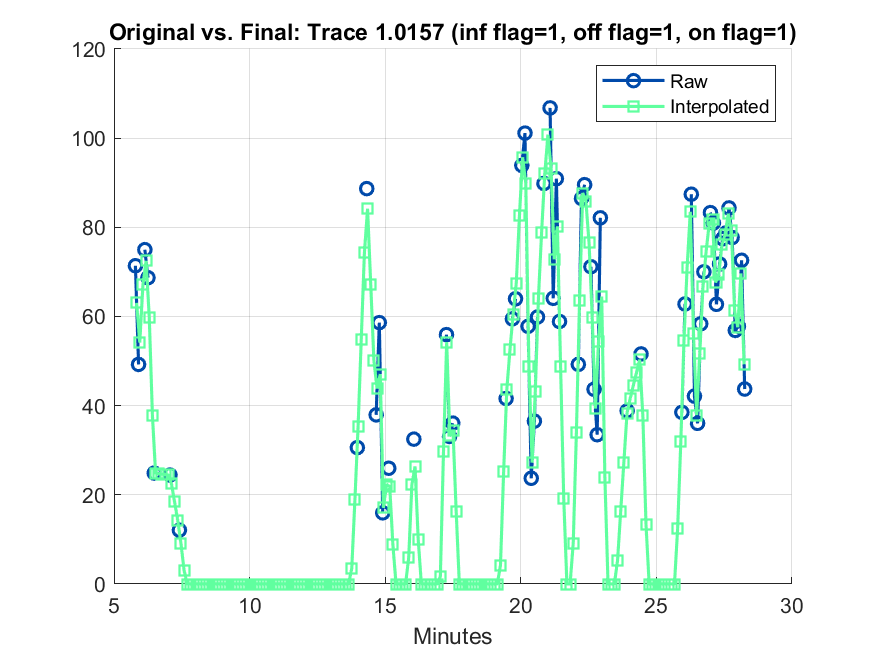 Original vs. Final: Trace 1.0157 (inf flag=1, off flag=1, on flag=1)
120
100
80
60
40
20
0
Raw
Interpolated
5 10 15 20 25 30
Minutes